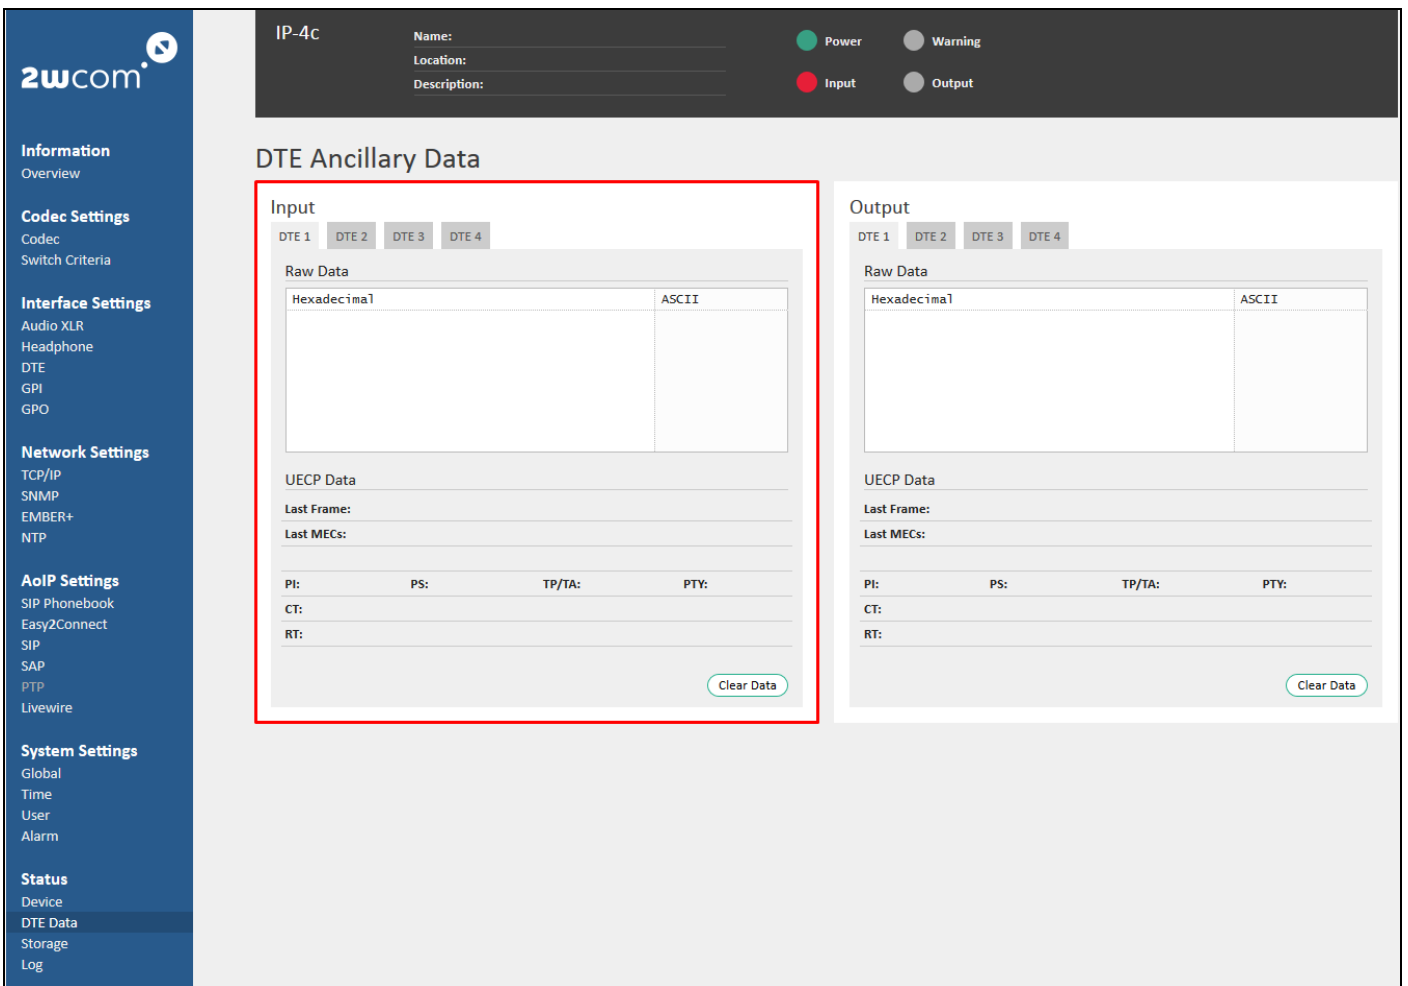 2wcom
Information
Overview
Codec Settings
Codec
Switch Criteria
Interface Settings
Audio XLR
Headphone
DTE
GPI
GPO
Network Settings
TCP/IP
SNMP
EMBER+
NTP
AoIP Settings
SIP Phonebook
Easy2Connect
SIP
SAP
PTP
Livewire
System Settings
Global
Time
User
Alarm
Status
Device
DTE Data
Storage
Log
IP-4c
Name:
Location:
Description:
Power
Warning
Input
Output
DTE Ancillary Data
Input
DTE 1 DTE 2 DTE 3 DTE 4
Raw Data
Hexadecimal ASCII
UECP Data
Last Frame:
Last MECs:
PI: PS: TP/TA: PTY:
CT:
RT:
Clear Data
Output
DTE 1 DTE 2 DTE 3 DTE 4
Raw Data
Hexadecimal ASCII
UECP Data
Last Frame:
Last MECs:
PI: PS: TP/TA: PTY:
CT:
RT:
Clear Data